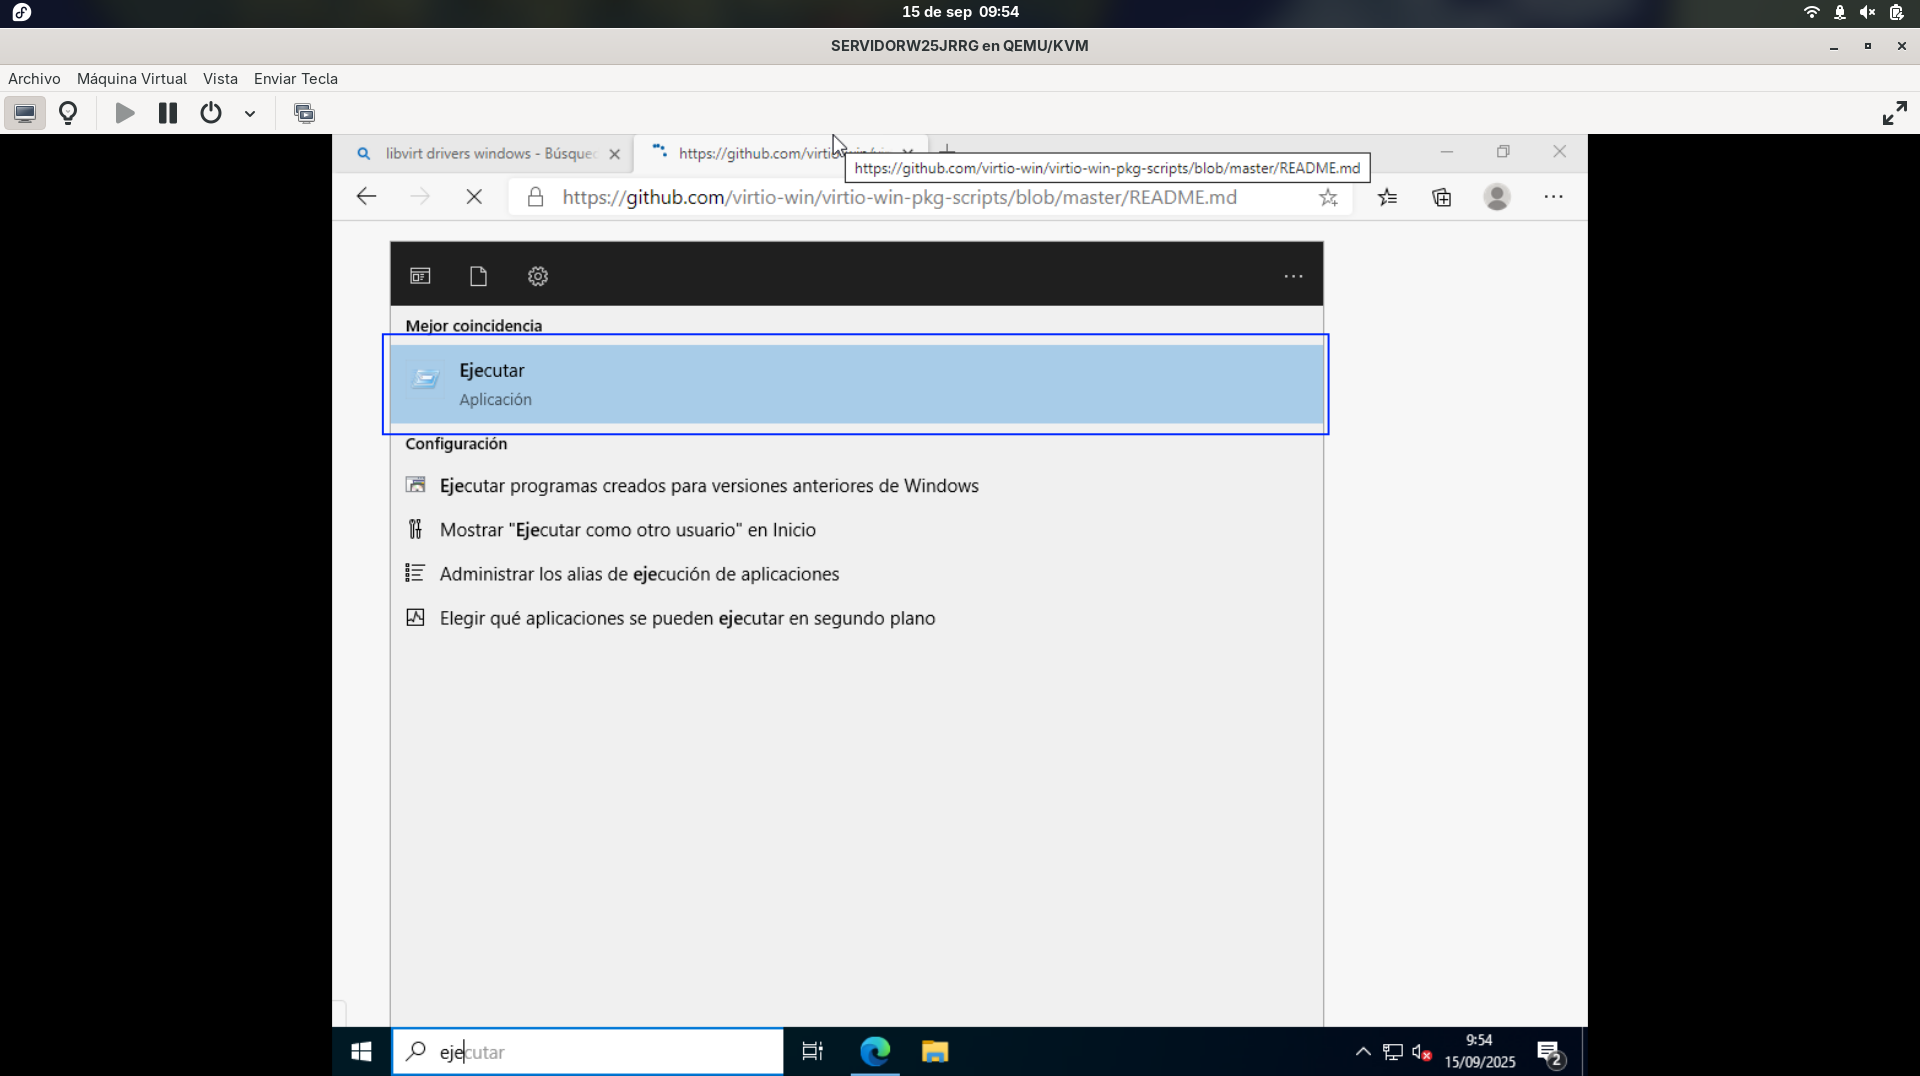 15 de sep 09:54
SERVIDORW25JRRG en QEMU/KVM
Archivo Máquina Virtual Vista Enviar Tecla
libvirt drivers windows - Búsque
https://github.com/virtio-win/vi
https://github.com/virtio-win/virtio-win-pkg-scripts/blob/master/README.md
https://github.com/virtio-win/virtio-win-pkg-scripts/blob/master/README.md
Mejor coincidencia
Ejecutar
Aplicación
Configuración
Ejecutar programas creados para versiones anteriores de Windows
Mostrar "Ejecutar como otro usuario" en Inicio
Administrar los alias de ejecución de aplicaciones
Elegir qué aplicaciones se pueden ejecutar en segundo plano
ejecutar
9:54
15/09/2025
2